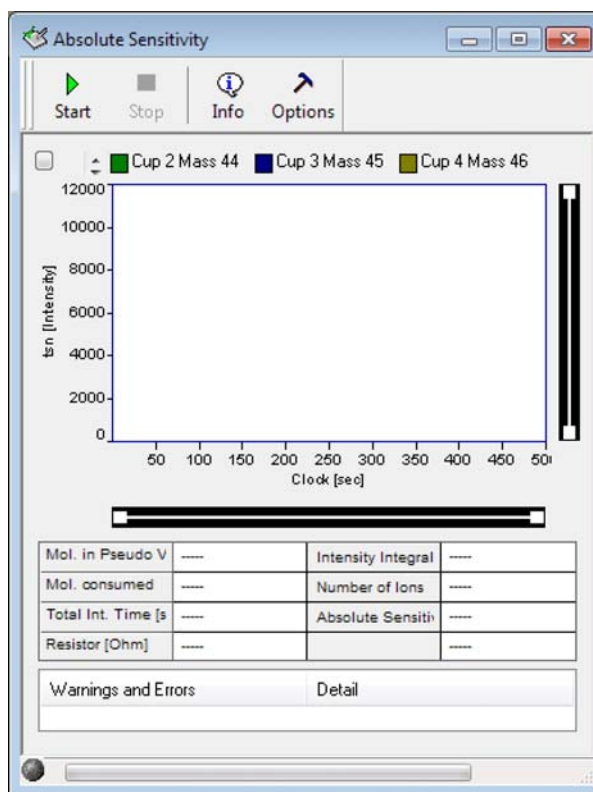 Absolute Sensitivity
Start Stop Info Options
Cup 2 Mass 44 Cup 3 Mass 45 Cup 4 Mass 46
12000
10000
8000
6000
4000
2000
0
tsn [Intensity]
50 100 150 200 250 300 350 400 450 50
Clock [sec]
Mol. in Pseudo V ----- Intensity Integral -----
Mol. consumed ----- Number of Ions -----
Total Int. Time [s ----- Absolute Sensitiv -----
Resistor [Ohm] ----- -----
Warnings and Errors Detail